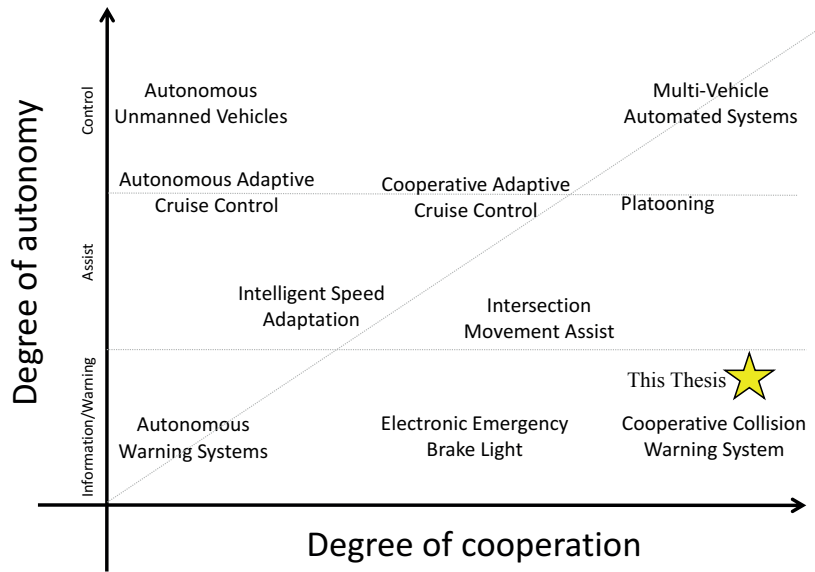 Degree of autonomy
Control
Assist
Information/Warning
Autonomous
Unmanned Vehicles
Multi-Vehicle
Automated Systems
Autonomous Adaptive
Cruise Control
Cooperative Adaptive
Cruise Control
Platooning
Intelligent Speed
Adaptation
Intersection
Movement Assist
This Thesis
Autonomous
Warning Systems
Electronic Emergency
Brake Light
Cooperative Collision
Warning System
Degree of cooperation